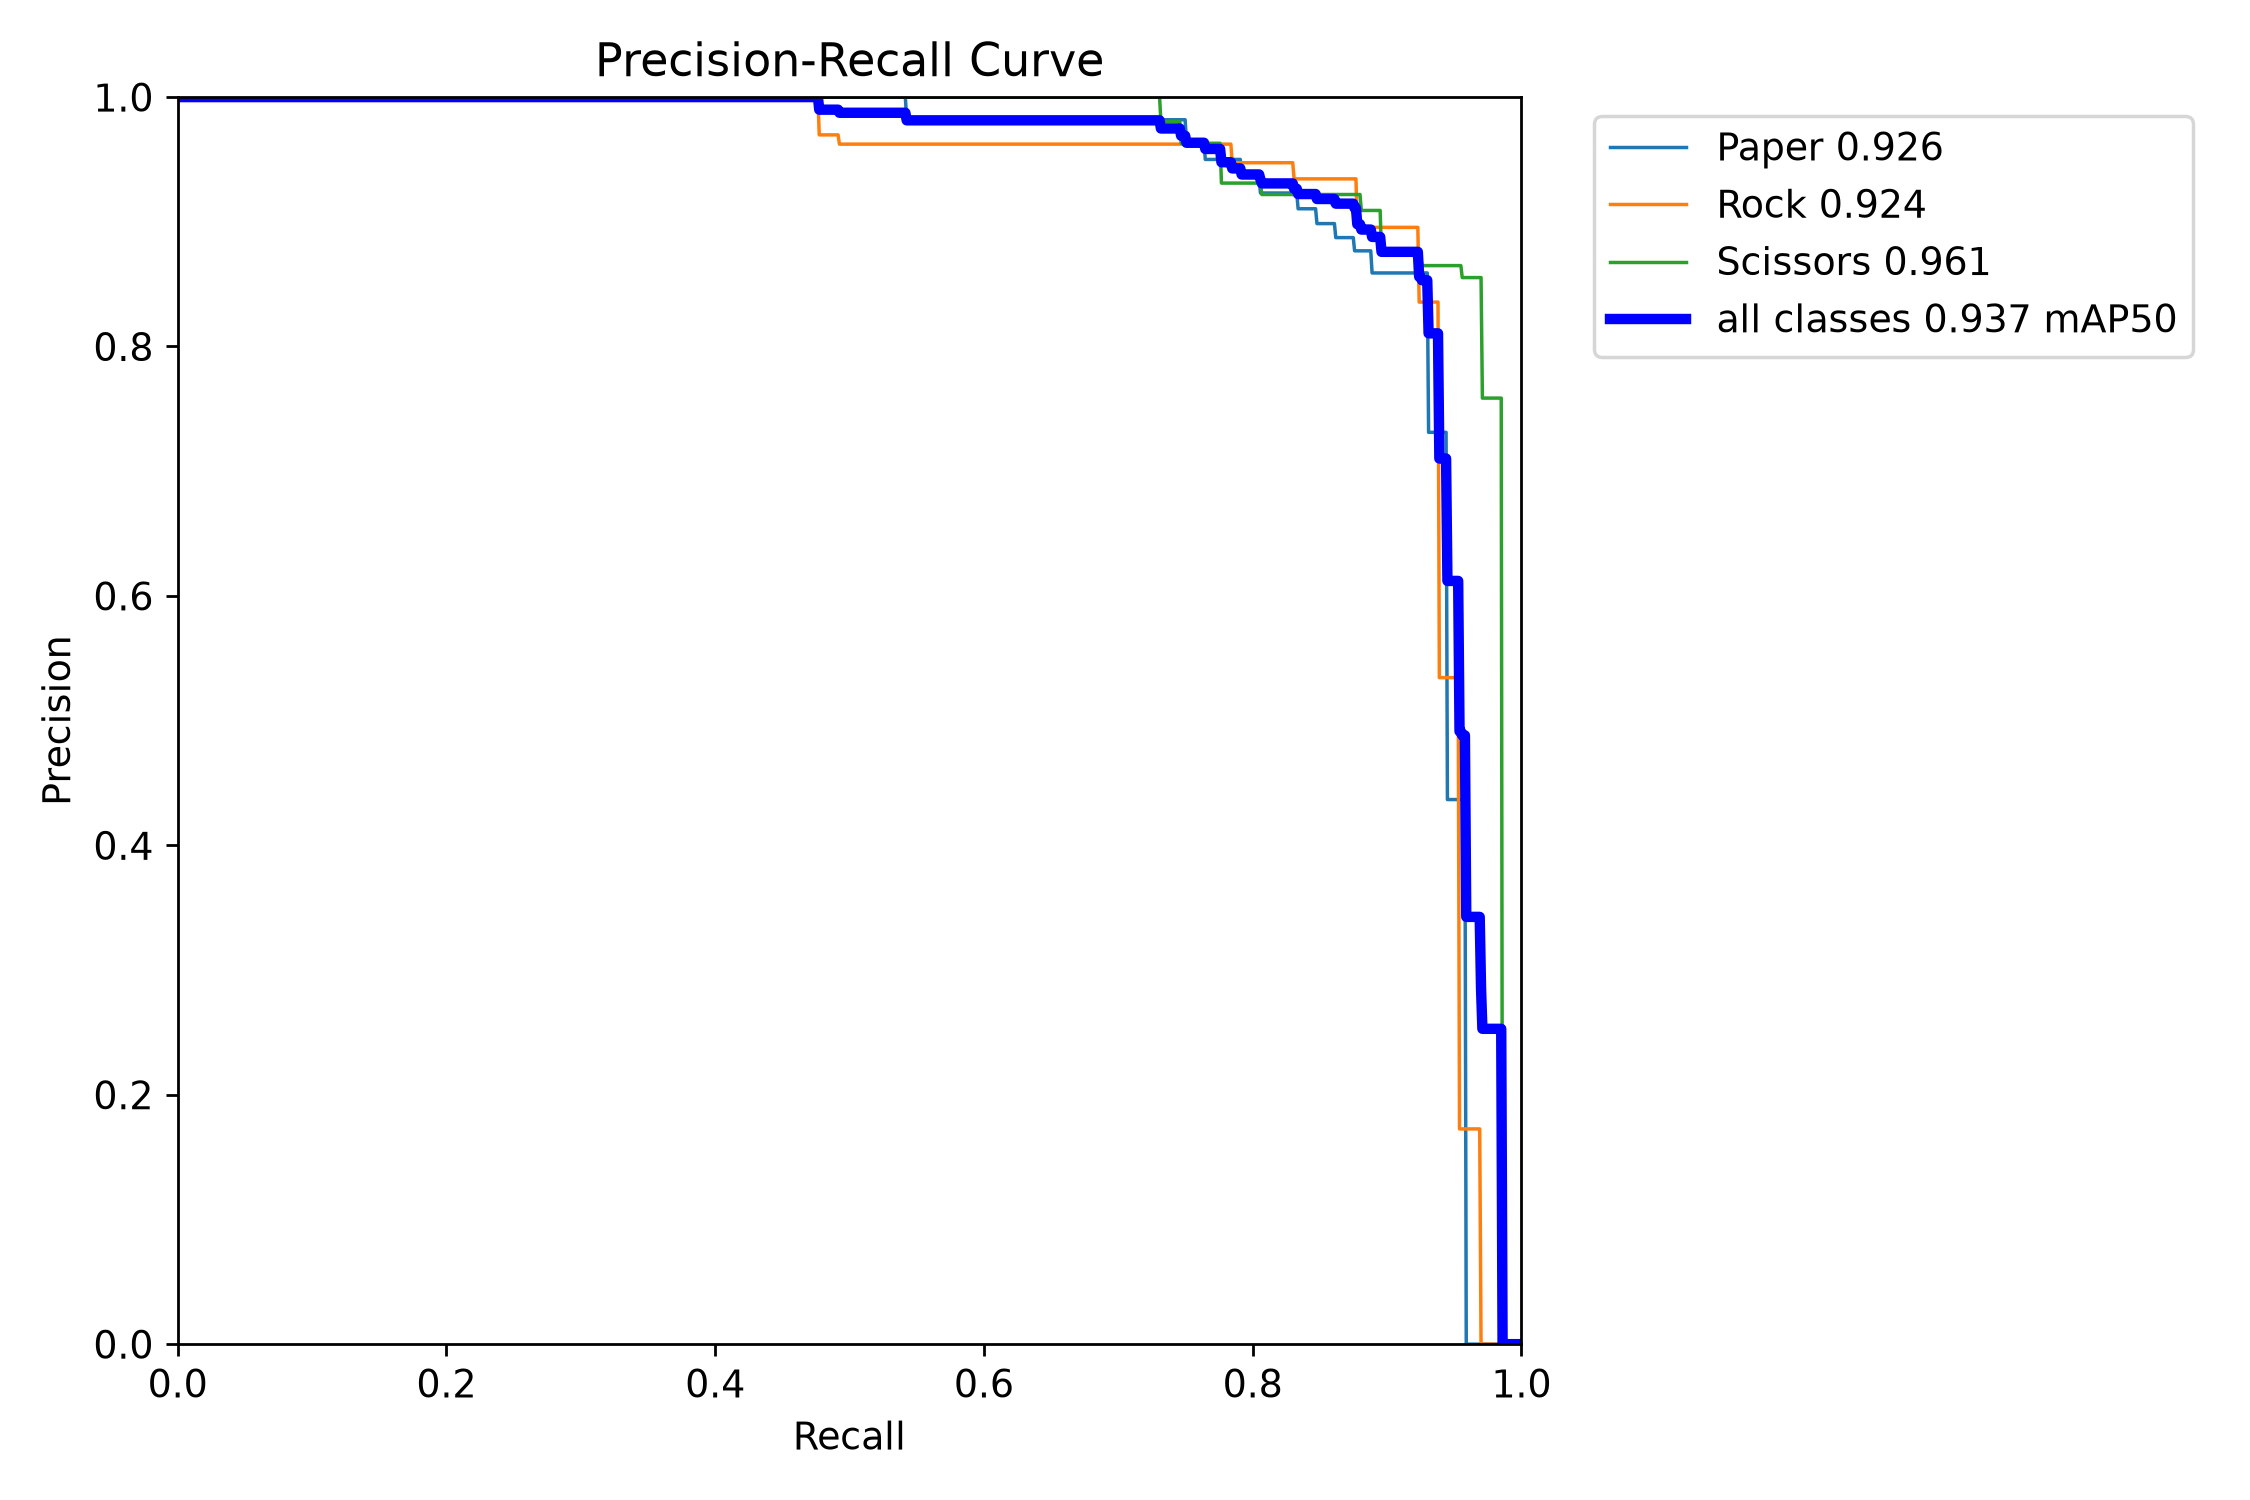 Precision-Recall Curve
1.0
0.8
0.6
0.4
0.2
0.0
Precision
0.0 0.2 0.4 0.6 0.8 1.0
Recall
Paper 0.926
Rock 0.924
Scissors 0.961
all classes 0.937 mAP50